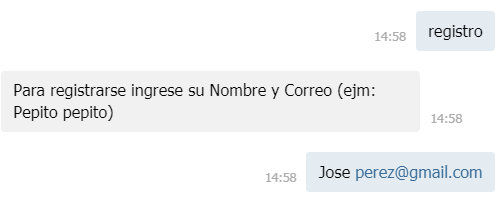 registro
14:58
Para registrarse ingrese su Nombre y Correo (ejm:
Pepito pepito)
14:58
Jose perez@gmail.com
14:58